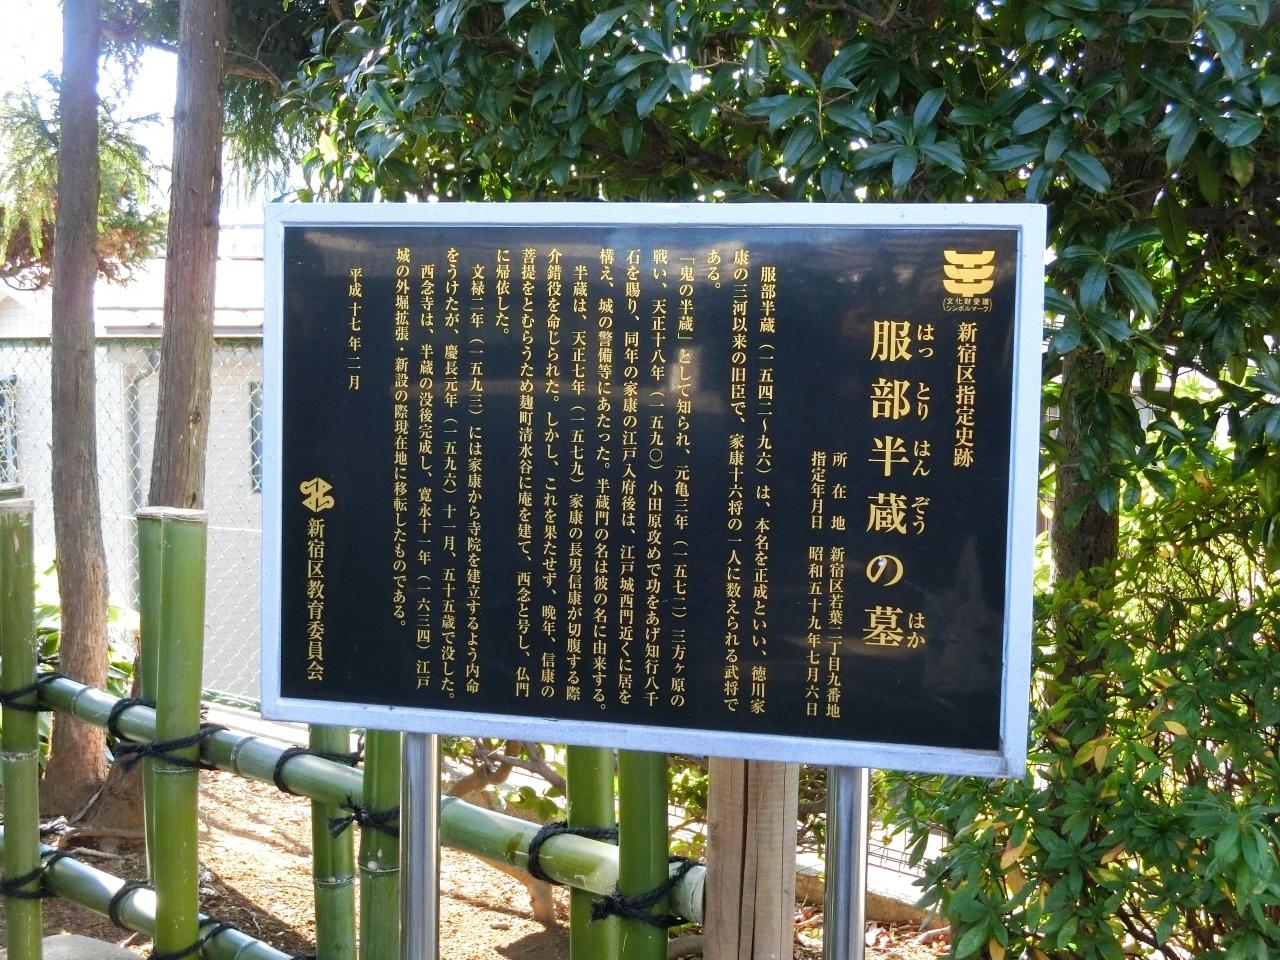 (文化財愛護
シンボルマーク)
新宿区指定史跡
服部半蔵の墓
はっとりはんぞう はか
所在地 新宿区若葉二丁目九番地
指定年月日 昭和五十九年七月六日
服部半蔵(一五四二〜九六)は、本名を正成といい、徳川家
康の三河以来の旧臣で、家康十六将の一人に数えられる武将で
ある。
「鬼の半蔵」として知られ、元亀三年(一五七二)三方ヶ原の
戦い、天正十八年(一五九〇)小田原攻めで功をあげ知行八千
石を賜り、同年の家康の江戸入府後は、江戸城西門近くに居を
構え、城の警備等にあたった。半蔵門の名は彼の名に由来する。
半蔵は、天正七年(一五七九)家康の長男信康が切腹する際
介錯役を命じられた。しかし、これを果たせず、晩年、信康の
菩提をとむらうため麹町清水谷に庵を建て、西念と号し、仏門
に帰依した。
文禄二年(一五九三)には家康から寺院を建立するよう内命
をうけたが、慶長元年(一五九六)十一月、五十五歳で没した。
西念寺は、半蔵の没後完成し、寛永十一年(一六三四)江戸
城の外堀拡張・新設の際現在地に移転したものである。
平成十七年二月
新宿区教育委員会